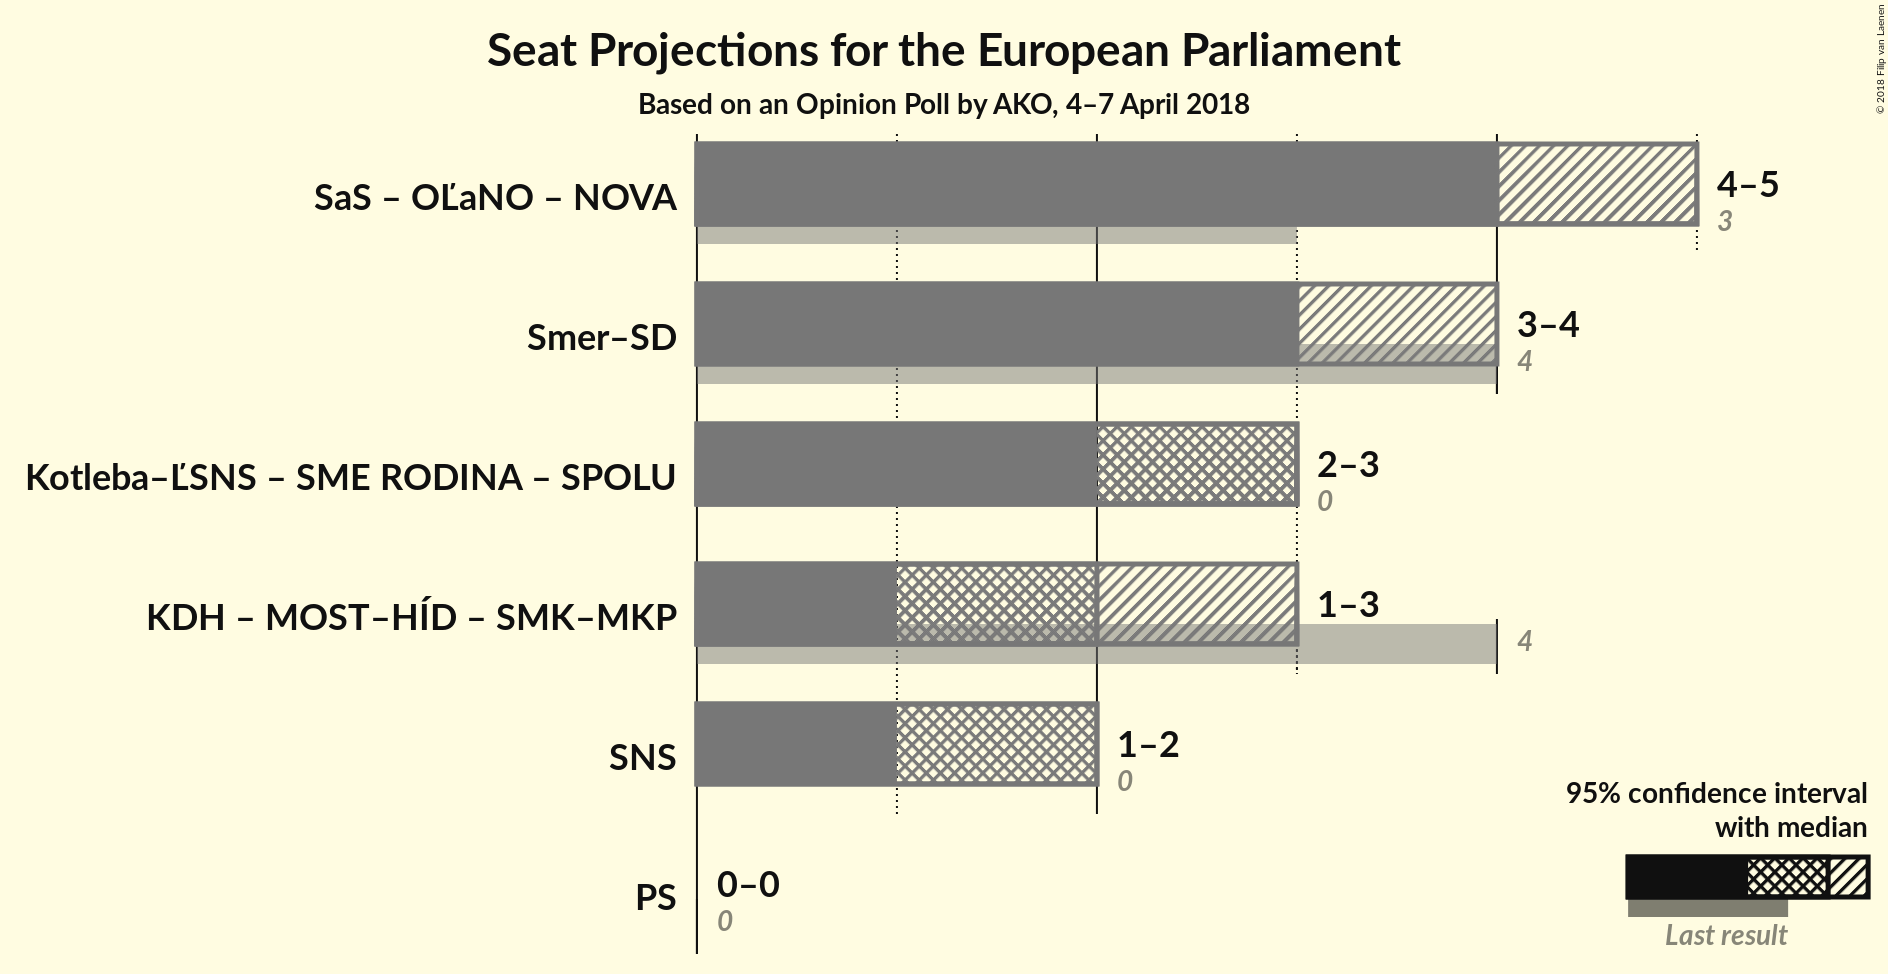 Seat Projections for the European Parliament
Based on an Opinion Poll by AKO, 4–7 April 2018
© 2018 Filip van Laenen
SaS – OĽaNO – NOVA
4–5
3
Smer–SD
3–4
4
Kotleba–ĽSNS – SME RODINA – SPOLU
2–3
0
KDH – MOST–HÍD – SMK–MKP
1–3
4
SNS
1–2
0
PS
0–0
0
95% confidence interval
with median
Last result